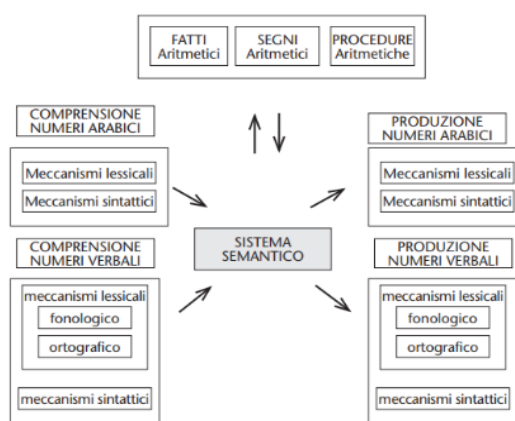 FATTI
Aritmetici
SEGNI
Aritmetici
PROCEDURE
Aritmetiche
COMPRENSIONE
NUMERI ARABICI
Meccanismi lessicali
Meccanismi sintattici
PRODUZIONE
NUMERI ARABICI
Meccanismi lessicali
Meccanismi sintattici
SISTEMA
SEMANTICO
COMPRENSIONE
NUMERI VERBALI
meccanismi lessicali
fonologico
ortografico
meccanismi sintattici
PRODUZIONE
NUMERI VERBALI
meccanismi lessicali
fonologico
ortografico
meccanismi sintattici